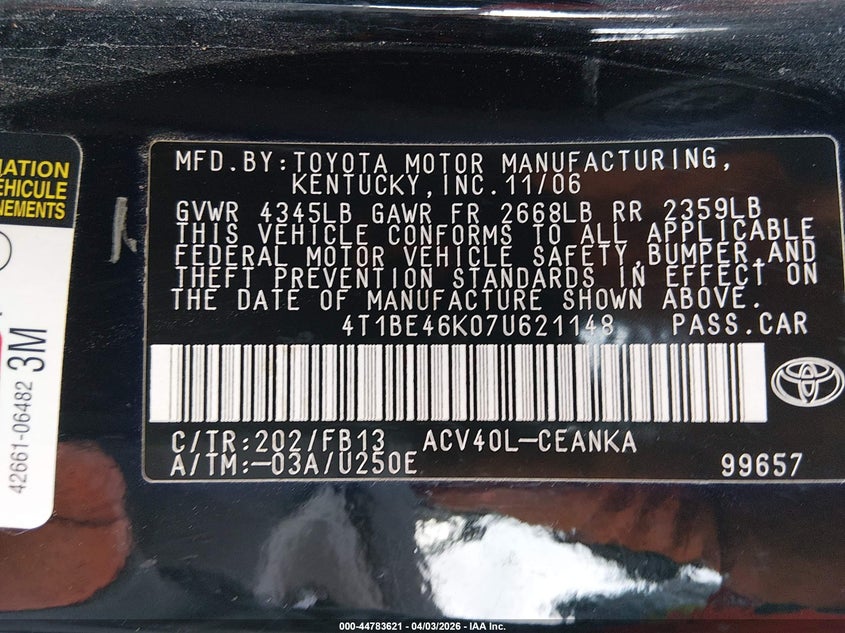 MATION
ÉHICULE
NEMENTS
3M
42661-06482
MFD.BY:TOYOTA MOTOR MANUFACTURING,
KENTUCKY,INC.11/06
GVWR 4345LB GAWR FR 2668LB RR 2359LB
THIS VEHICLE CONFORMS TO ALL APPLICABLE
FEDERAL MOTOR VEHICLE SAFETY,BUMPER,AND
THEFT PREVENTION STANDARDS IN EFFECT ON
THE DATE OF MANUFACTURE SHOWN ABOVE.
4T1BE46K07U621148 PASS.CAR
C/TR:202/FB13 ACV40L-CEANKA
A/TM:-03A/U250E
99657
000-44783621 | 04/03/2026 - IAA Inc.